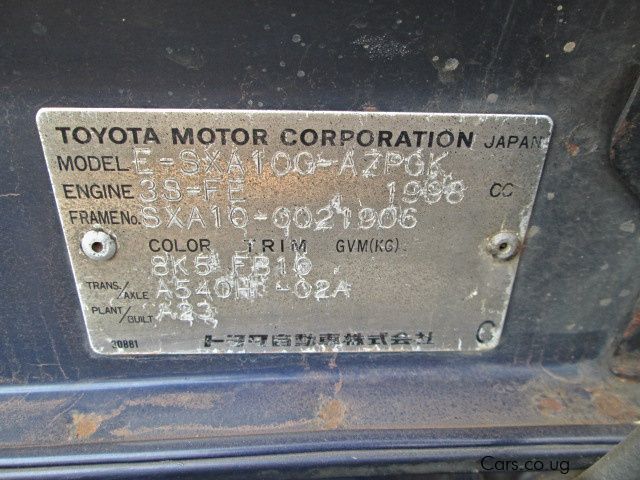 TOYOTA MOTOR CORPORATION JAPAN
MODEL E-SXA10G-AZPGK
ENGINE 3S-FE 1998 CC
FRAME No. SXA10-0021906
COLOR TRIM GVM(KG)
8K5 FB10
TRANS./AXLE A540H -02A
PLANT/BUILT A23
30881 トヨタ自動車株式会社 C
Cars.co.ug